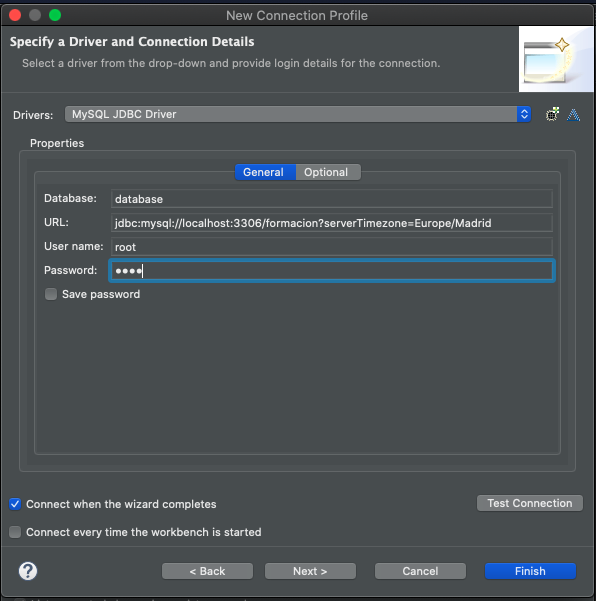 New Connection Profile
Specify a Driver and Connection Details
Select a driver from the drop-down and provide login details for the connection.
Drivers: MySQL JDBC Driver
Properties
General Optional
Database: database
URL: jdbc:mysql://localhost:3306/formacion?serverTimezone=Europe/Madrid
User name: root
Password: ••••
Save password
Connect when the wizard completes
Test Connection
Connect every time the workbench is started
? < Back Next > Cancel Finish